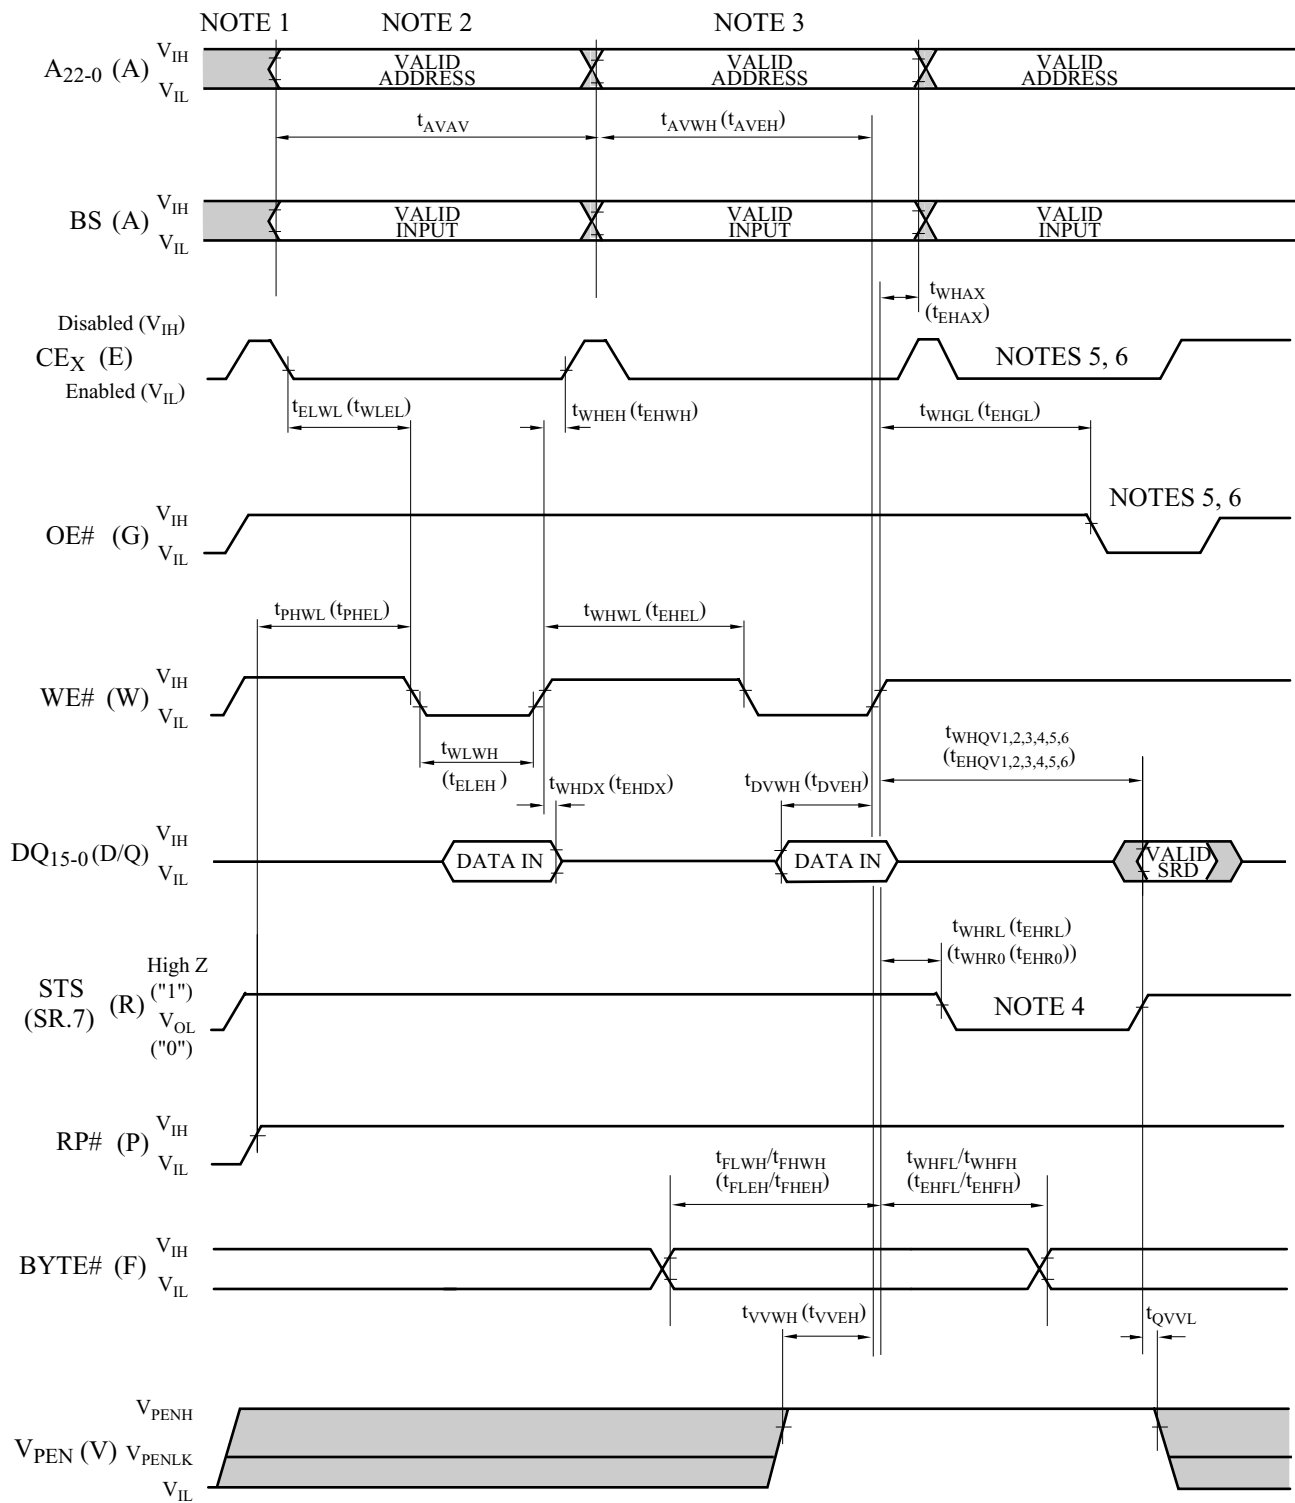 NOTE 1 NOTE 2 NOTE 3
A22-0 (A) VIH
VIL
VALID ADDRESS
VALID ADDRESS
VALID ADDRESS
tAVAV
tAVWH (tAVEH)
BS (A) VIH
VIL
VALID INPUT
VALID INPUT
VALID INPUT
tWHAX
(tEHAX)
Disabled (VIH)
CEX (E)
Enabled (VIL)
NOTES 5, 6
tELWL (tWLEL)
tWHEH (tEHWH)
tWHGL (tEHGL)
OE# (G) VIH
VIL
NOTES 5, 6
tPHWL (tPHEL)
tWHWL (tEHEL)
WE# (W) VIH
VIL
tWLWH
(tELEH )
tWHDX (tEHDX)
tDVWH (tDVEH)
tWHQV1,2,3,4,5,6
(tEHQV1,2,3,4,5,6)
DQ15-0 (D/Q) VIH
VIL
DATA IN
DATA IN
VALID SRD
tWHRL (tEHRL)
(tWHR0 (tEHR0))
STS
(SR.7) (R)
High Z
("1")
VOL
("0")
NOTE 4
RP# (P) VIH
VIL
tFLWH/tFHWH
(tFLEH/tFHEH)
tWHFL/tWHFH
(tEHFL/tEHFH)
BYTE# (F) VIH
VIL
tVVWH (tVVEH)
tQVVL
VPENH
VPEN (V) VPENLK
VIL